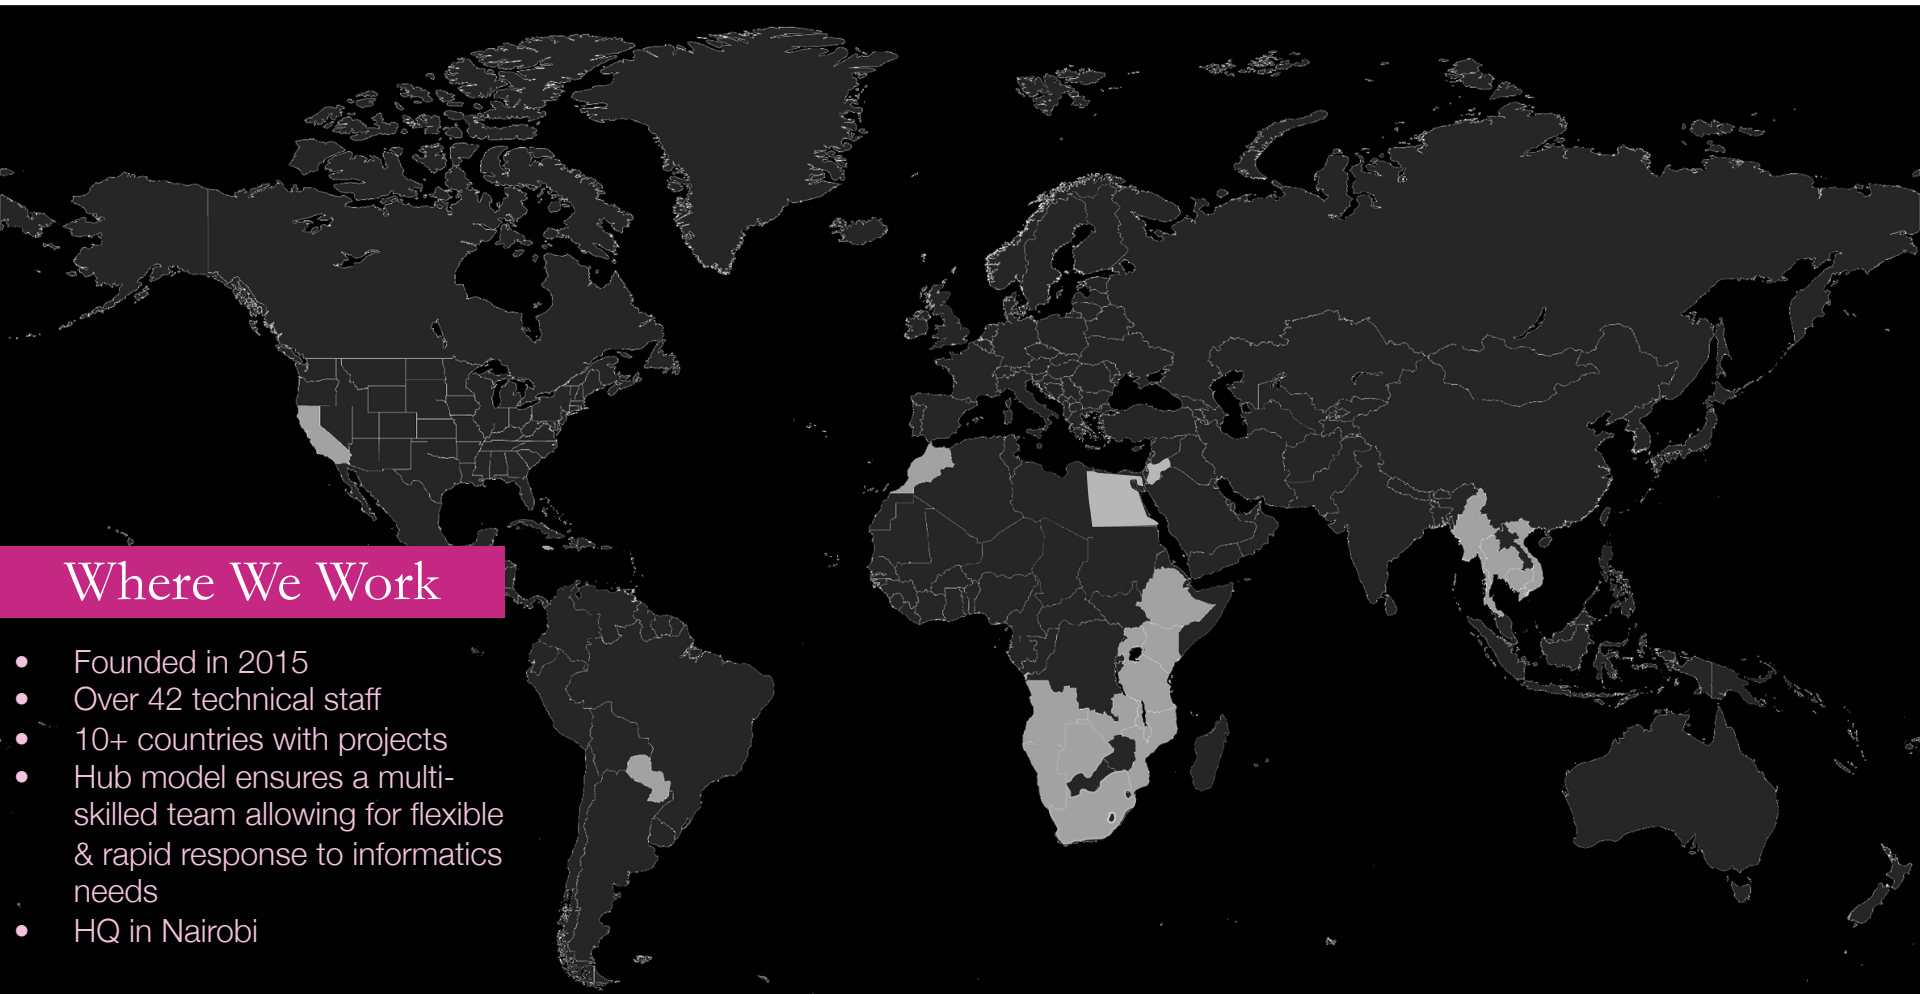 Where We Work
• Founded in 2015
• Over 42 technical staff
• 10+ countries with projects
• Hub model ensures a multi-
skilled team allowing for flexible
& rapid response to informatics
needs
• HQ in Nairobi